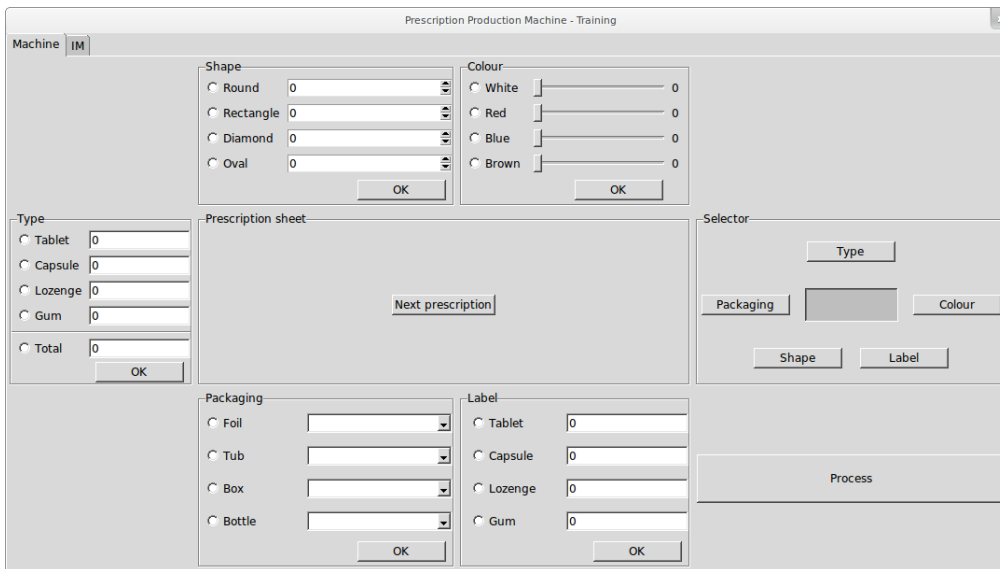 Prescription Production Machine - Training
Machine IM
Shape
Round 0
Rectangle 0
Diamond 0
Oval 0
OK
Colour
White 0
Red 0
Blue 0
Brown 0
OK
Type
Tablet 0
Capsule 0
Lozenge 0
Gum 0
Total 0
OK
Prescription sheet
Next prescription
Selector
Type
Packaging Colour
Shape Label
Packaging
Foil
Tub
Box
Bottle
OK
Label
Tablet 0
Capsule 0
Lozenge 0
Gum 0
OK
Process